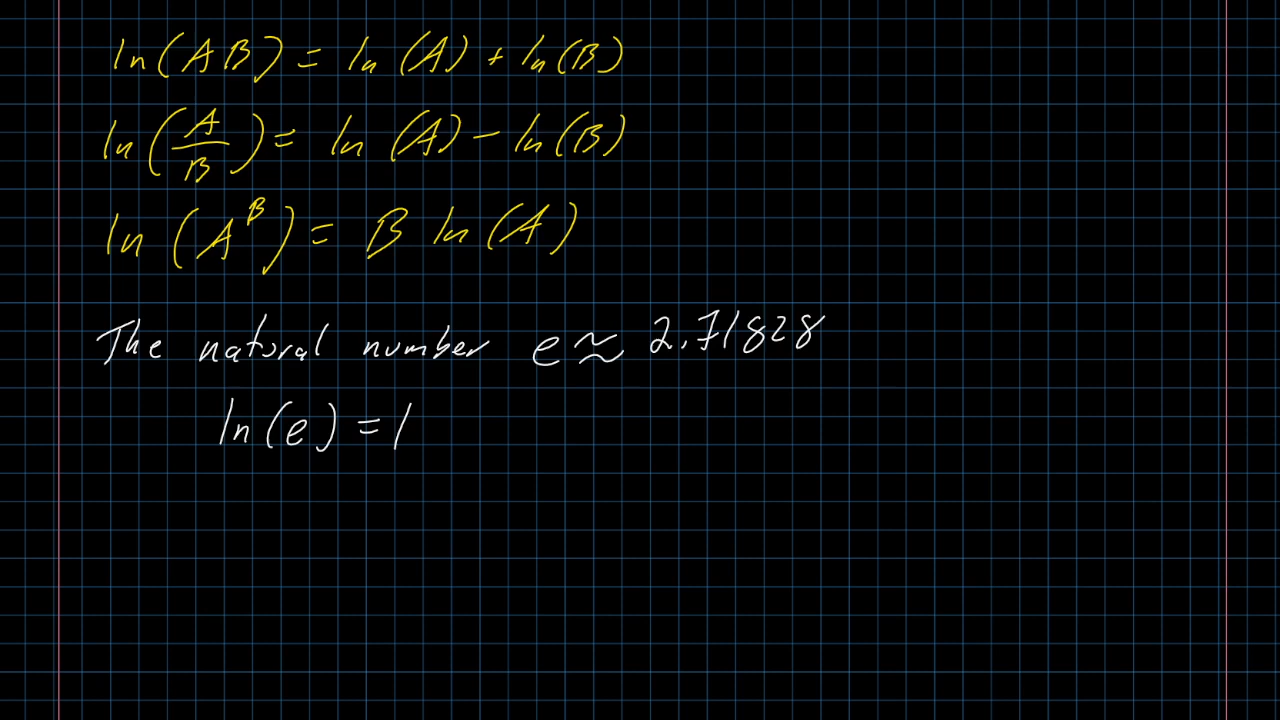 ln(AB) = ln(A) + ln(B)
ln(A/B) = ln(A) - ln(B)
ln(A^B) = B ln(A)
The natural number e ≈ 2.71828
ln(e) = 1